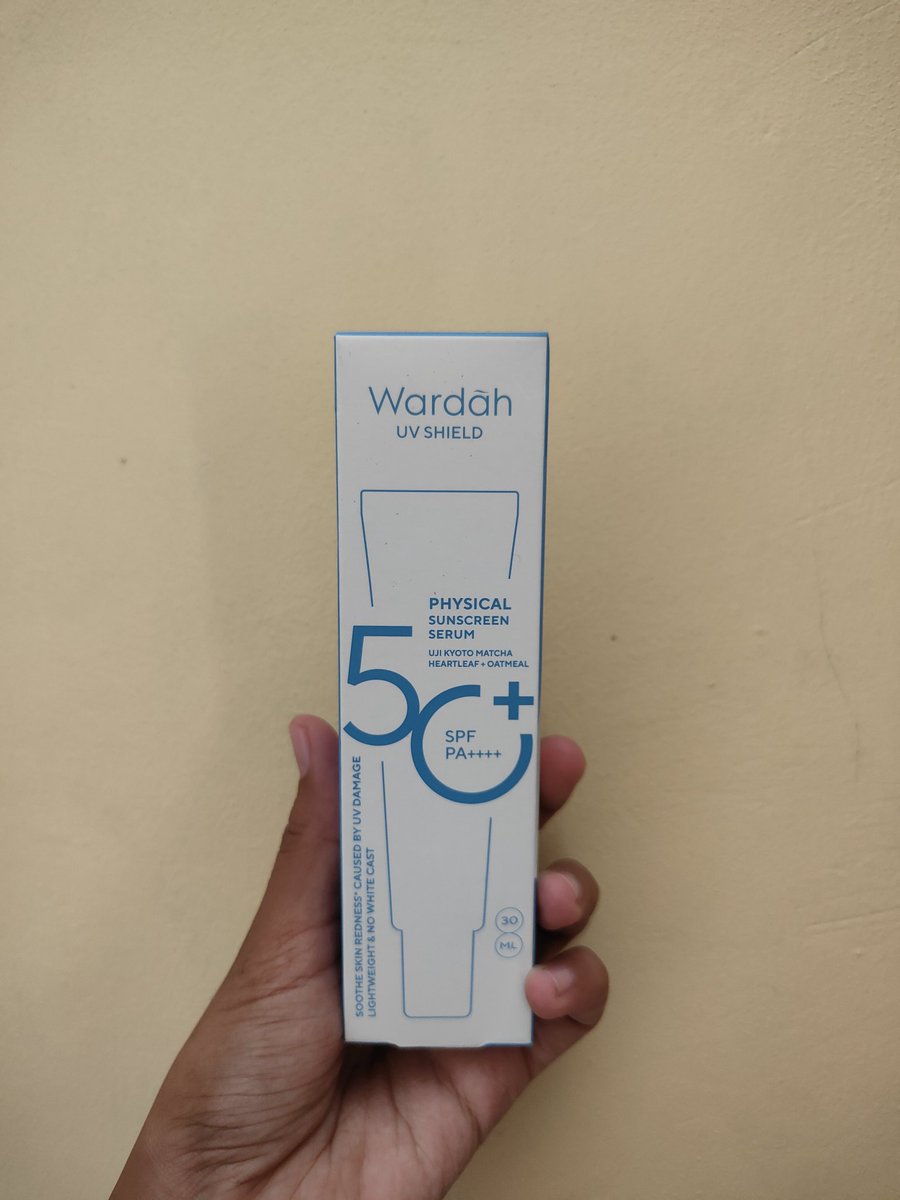 Wardãh
UV SHIELD
PHYSICAL
SUNSCREEN
SERUM
UJI KYOTO MATCHA
HEARTLEAF + OATMEAL
50+
SPF
PA++++
SOOTHE SKIN REDNESS* CAUSED BY UV DAMAGE
LIGHTWEIGHT & NO WHITE CAST
30
ML